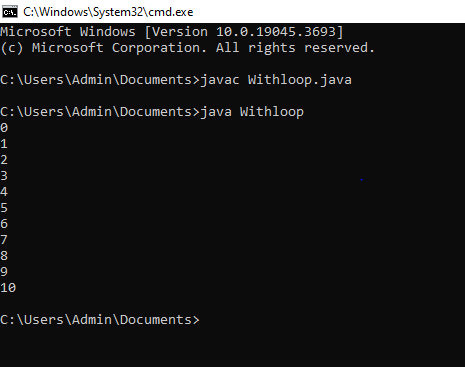 C:\Windows\System32\cmd.exe
Microsoft Windows [Version 10.0.19045.3693]
(c) Microsoft Corporation. All rights reserved.
C:\Users\Admin\Documents>javac Withloop.java
C:\Users\Admin\Documents>java Withloop
0
1
2
3
4
5
6
7
8
9
10
C:\Users\Admin\Documents>